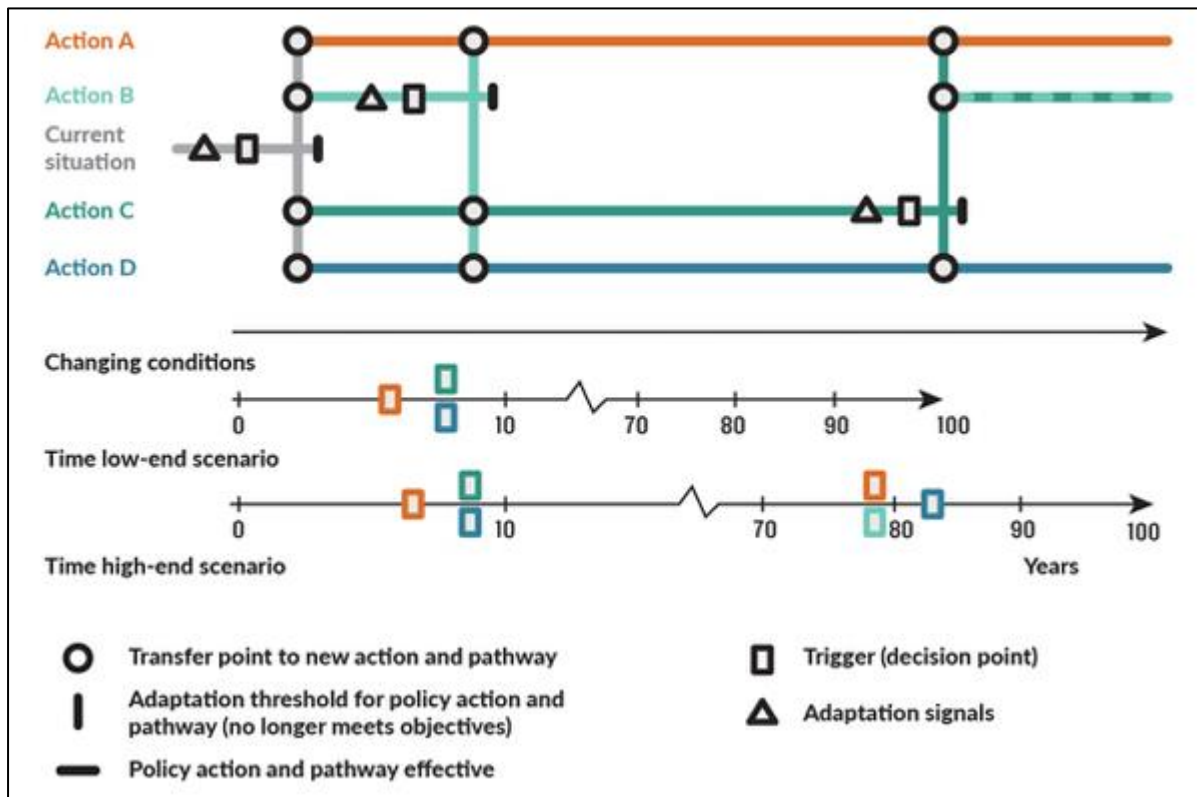 Action A
Action B
Current
situation
Action C
Action D
Changing conditions
0
10
70
80
90
100
Time low-end scenario
0
10
70
80
90
100
Time high-end scenario
Years
Transfer point to new action and pathway
Adaptation threshold for policy action and
pathway (no longer meets objectives)
Policy action and pathway effective
Trigger (decision point)
Adaptation signals